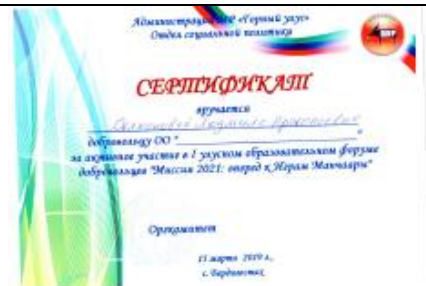 Администрация МР «Горный улус»
Отдел социальной политики
СЕРТИФИКАТ
вручается
добровольцу ОО "
"
за активное участие в I улусном образовательном форуме
добровольцев "Миссия 2021: вперед к Играм Манчаары"
Оргкомитет
15 марта 2019 г.,
с. Бердигестях